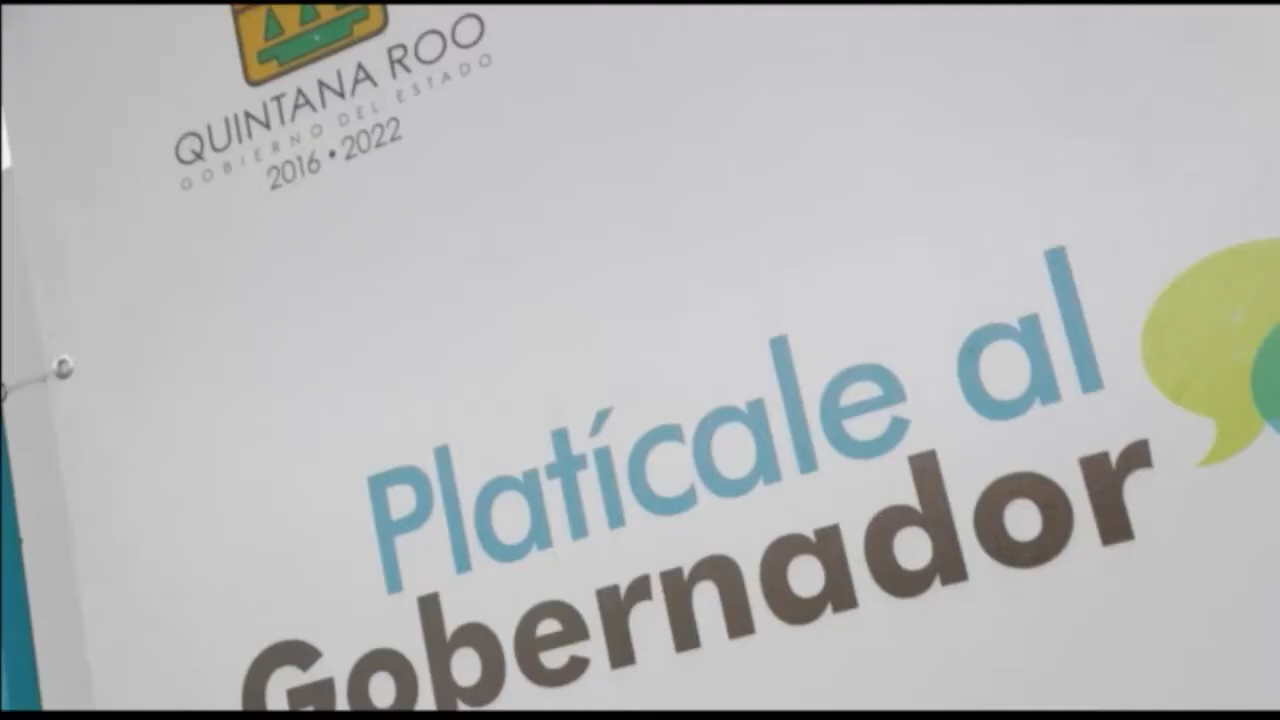 QUINTANA ROO
GOBIERNO DEL ESTADO
2016 • 2022
Platícale al
Gobernador